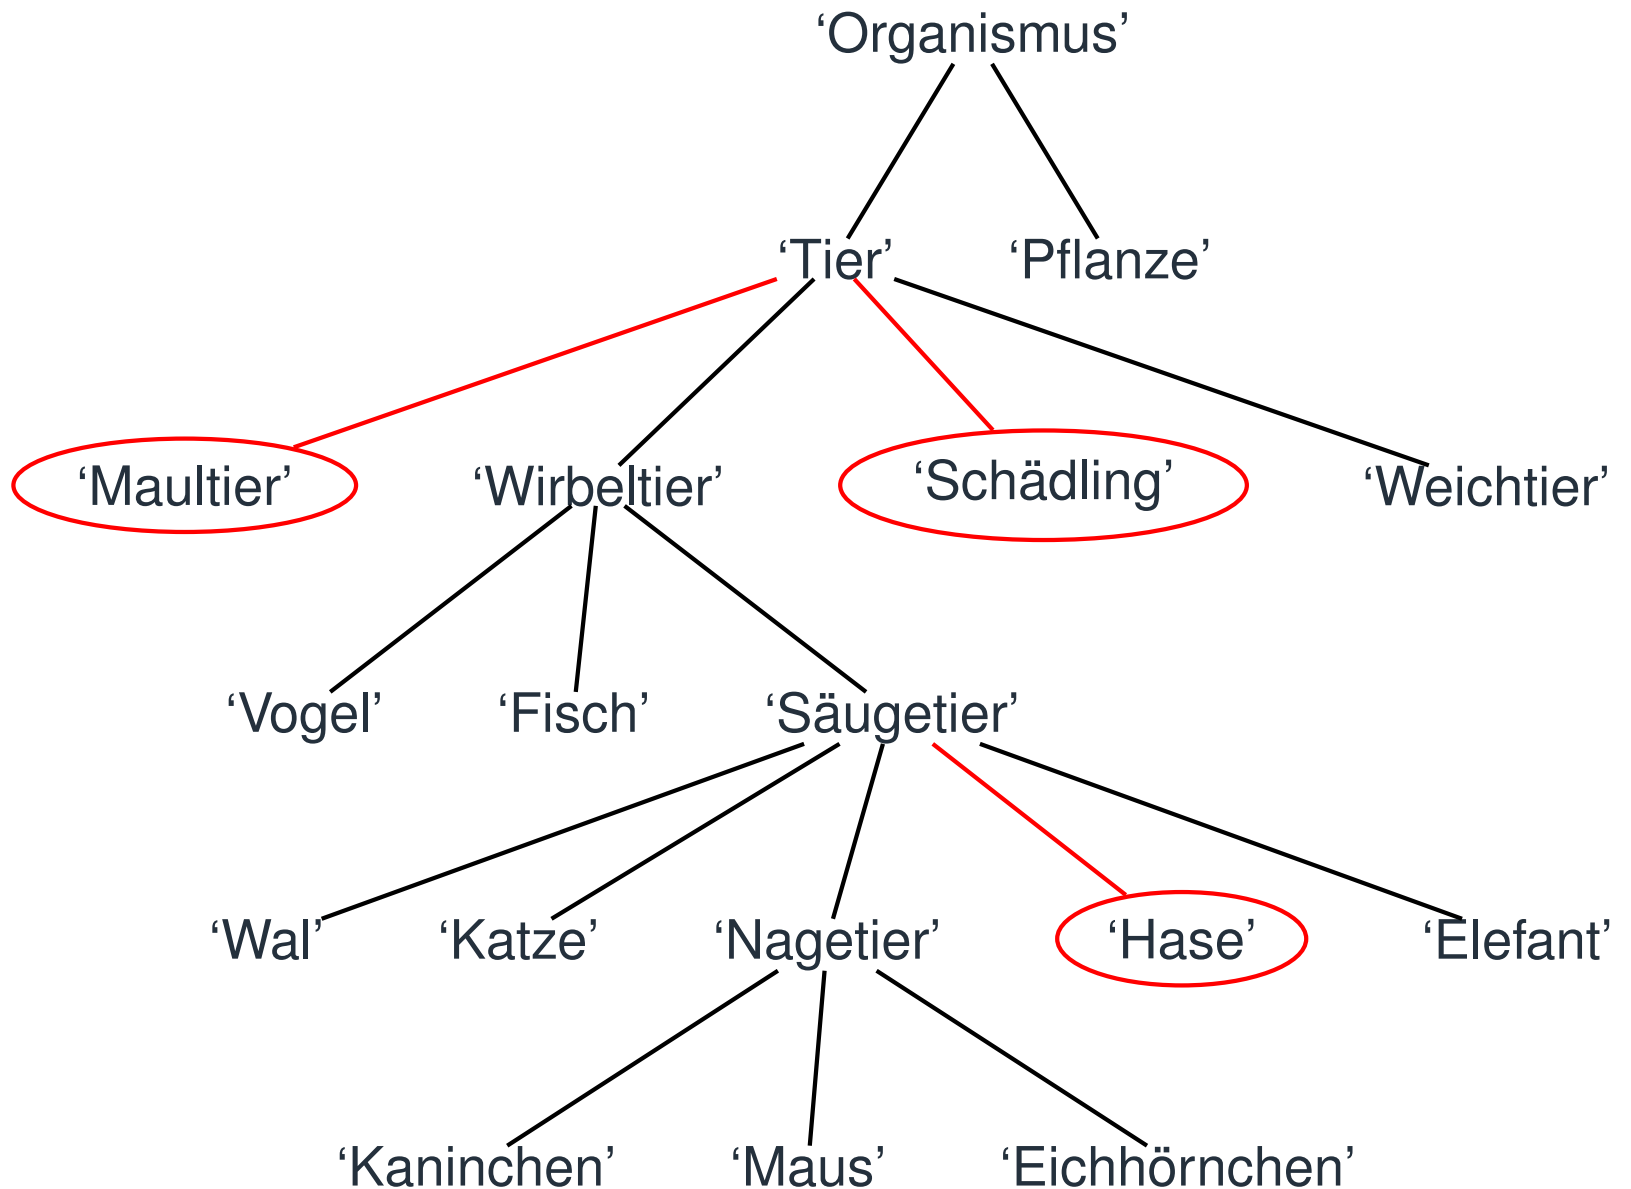 ‘Organismus’
‘Tier’ ‘Pflanze’
‘Maultier’ ‘Wirbeltier’ ‘Schädling’ ‘Weichtier’
‘Vogel’ ‘Fisch’ ‘Säugetier’
‘Wal’ ‘Katze’ ‘Nagetier’ ‘Hase’ ‘Elefant’
‘Kaninchen’ ‘Maus’ ‘Eichhörnchen’